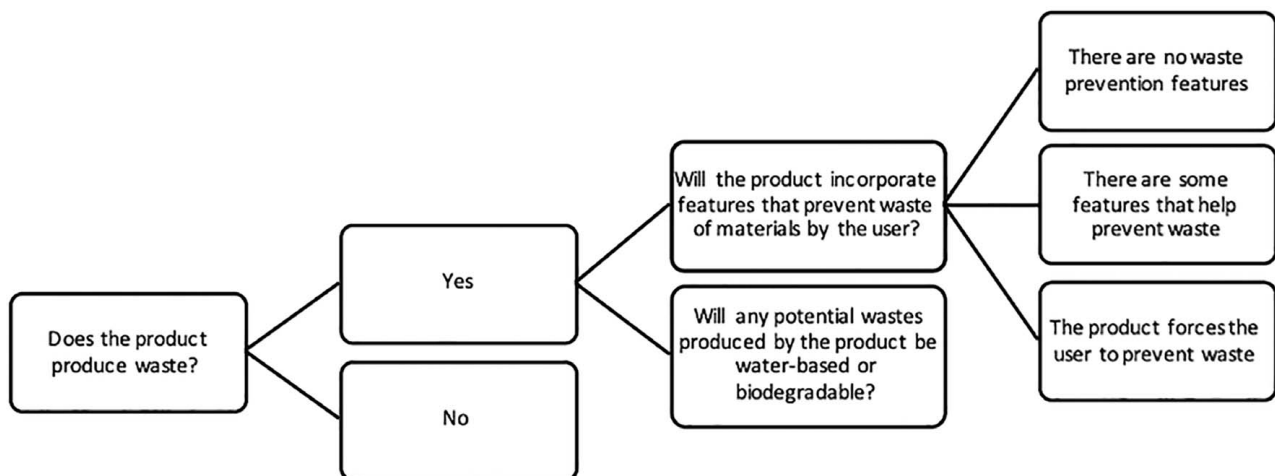 Does the product
produce waste?
Yes
No
Will the product incorporate
features that prevent waste
of materials by the user?
Will any potential wastes
produced by the product be
water-based or
biodegradable?
There are no waste
prevention features
There are some
features that help
prevent waste
The product forces the
user to prevent waste